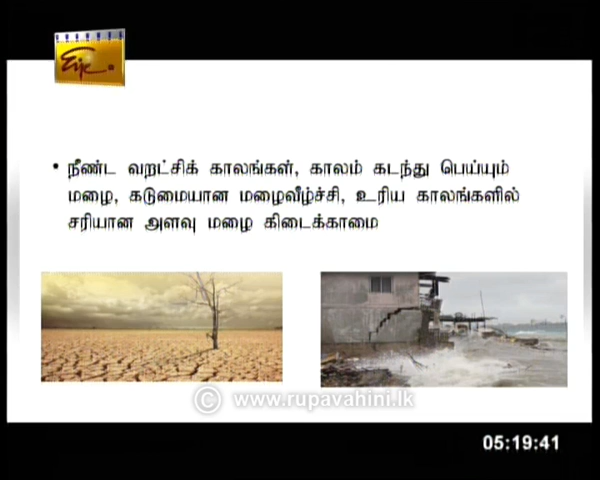 • நீண்ட வறட்சிக் காலங்கள், காலம் கடந்து பெய்யும்
மழை, கடுமையான மழைவீழ்ச்சி, உரிய காலங்களில்
சரியான அளவு மழை கிடைக்காமை
© www.rupavahini.lk
05:19:41